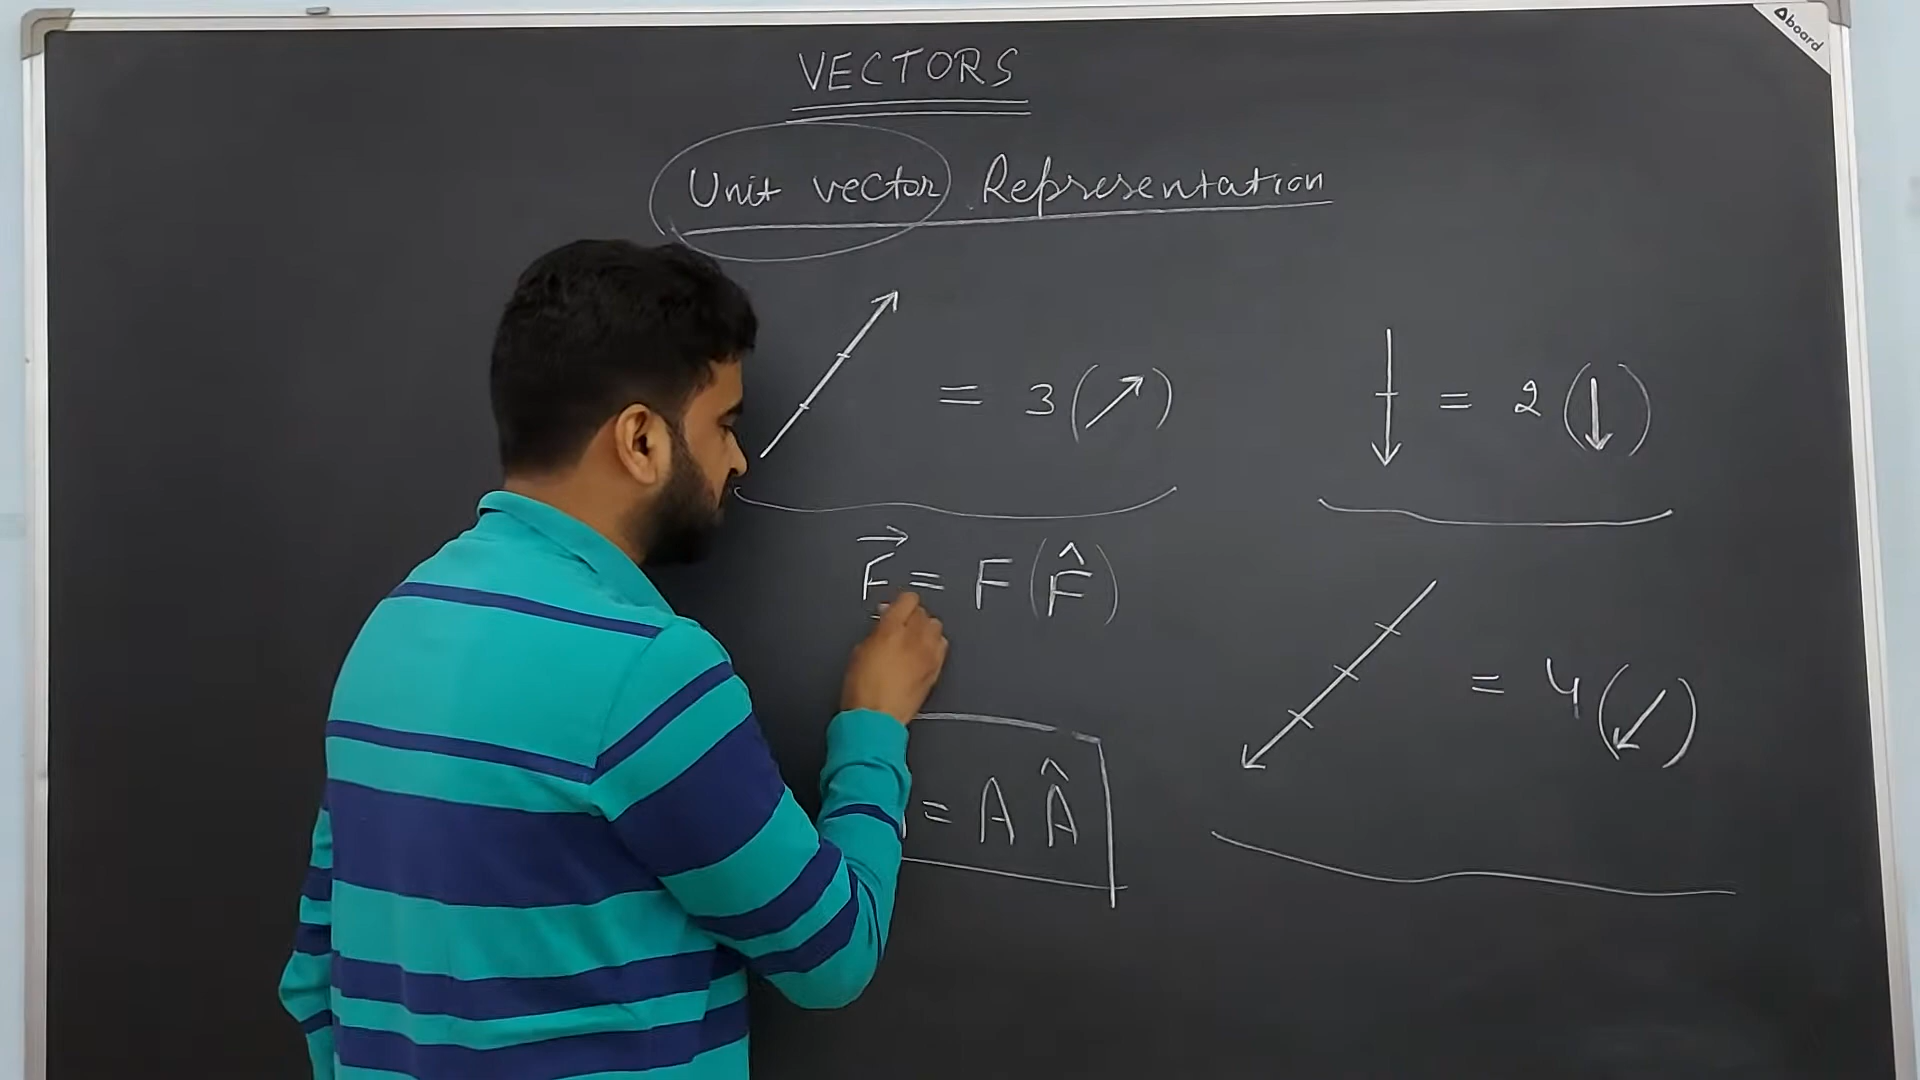 VECTORS
Unit vector Representation
= 3 (↗)
= 2 (↓)
F⃗ = F (F̂)
= 4 (↙)
= A Â
board